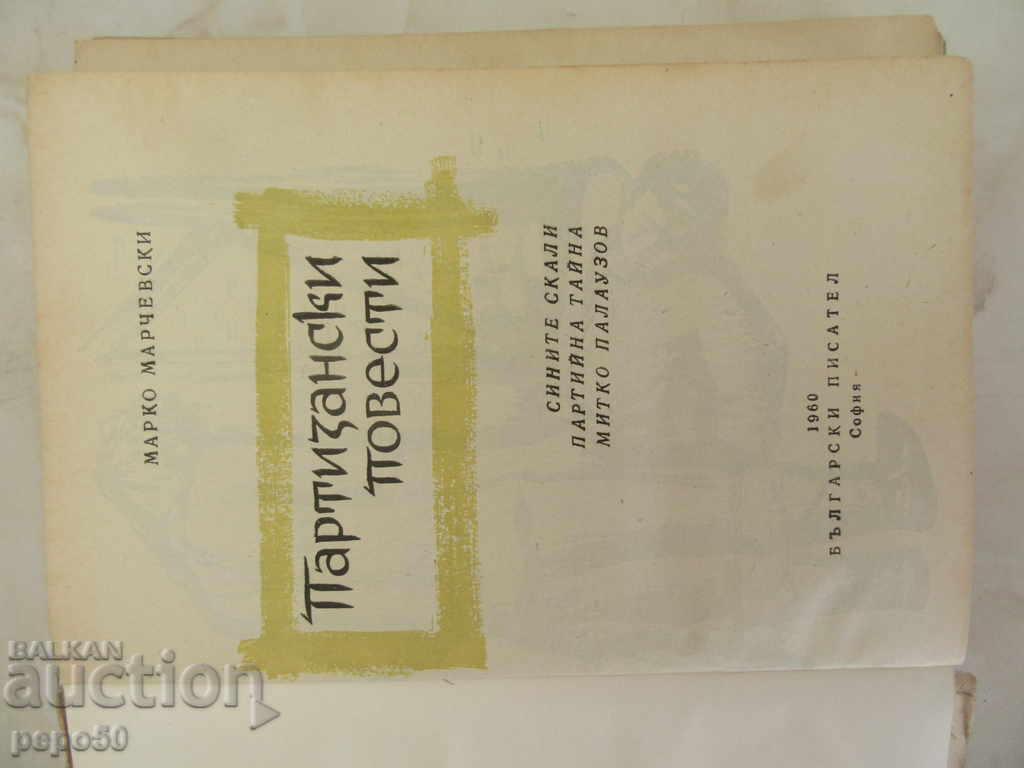 МАРКО МАРЧЕВСКИ
Партизански
повести
СИНИТЕ СКАЛИ
ПАРТИЙНА ТАЙНА
МИТКО ПАЛАУЗОВ
1960
БЪЛГАРСКИ ПИСАТЕЛ
София
BALKAN
auction
pepo50